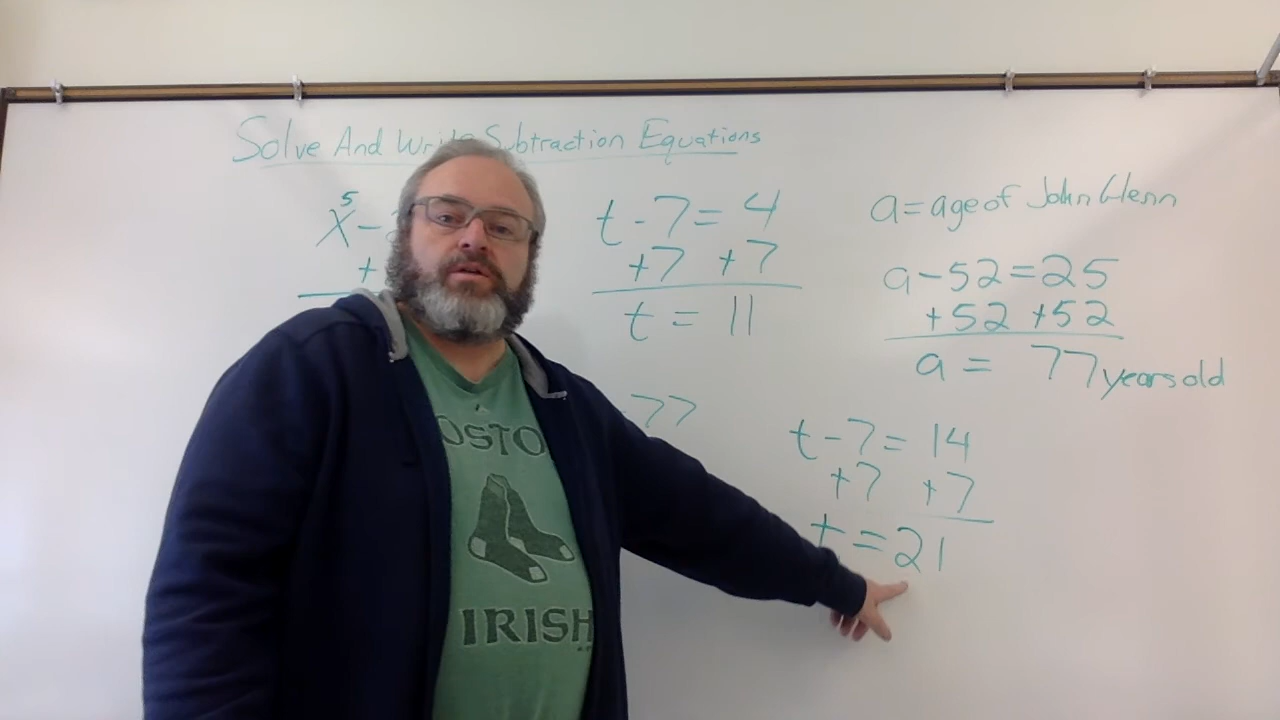 Solve And Write Subtraction Equations
5
x -
+
t - 7 = 4
+7 +7
t = 11
77
a = age of John Glenn
a - 52 = 25
+52 +52
a = 77 years old
t - 7 = 14
+7 +7
t = 21
OSTO
IRISH